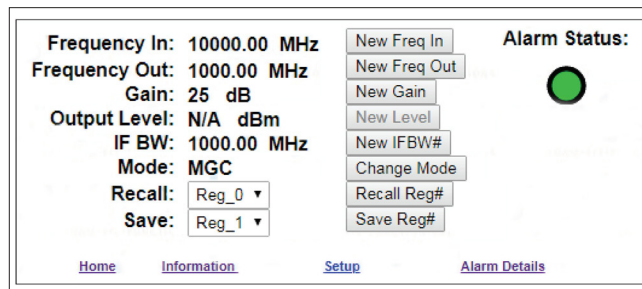 Frequency In: 10000.00 MHz New Freq In Alarm Status:
Frequency Out: 1000.00 MHz New Freq Out
Gain: 25 dB New Gain
Output Level: N/A dBm New Level
IF BW: 1000.00 MHz New IFBW#
Mode: MGC Change Mode
Recall: Reg_0 Recall Reg#
Save: Reg_1 Save Reg#
Home Information Setup Alarm Details